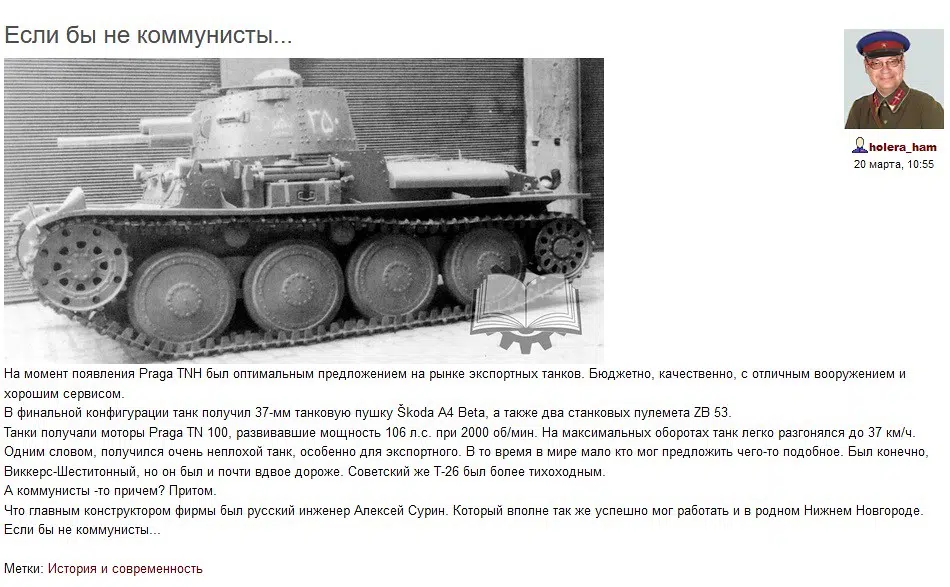 Если бы не коммунисты...
۳۵۰
holera_ham
20 марта, 10:55
На момент появления Praga TNH был оптимальным предложением на рынке экспортных танков. Бюджетно, качественно, с отличным вооружением и
хорошим сервисом.
В финальной конфигурации танк получил 37-мм танковую пушку Škoda A4 Beta, а также два станковых пулемета ZB 53.
Танки получали моторы Praga TN 100, развивавшие мощность 106 л.с. при 2000 об/мин. На максимальных оборотах танк легко разгонялся до 37 км/ч.
Одним словом, получился очень неплохой танк, особенно для экспортного. В то время в мире мало кто мог предложить чего-то подобное. Был конечно,
Виккерс-Шеститонный, но он был и почти вдвое дороже. Советский же Т-26 был более тихоходным.
А коммунисты -то причем? Притом.
Что главным конструктором фирмы был русский инженер Алексей Сурин. Который вполне так же успешно мог работать и в родном Нижнем Новгороде.
Если бы не коммунисты...
Метки: История и современность